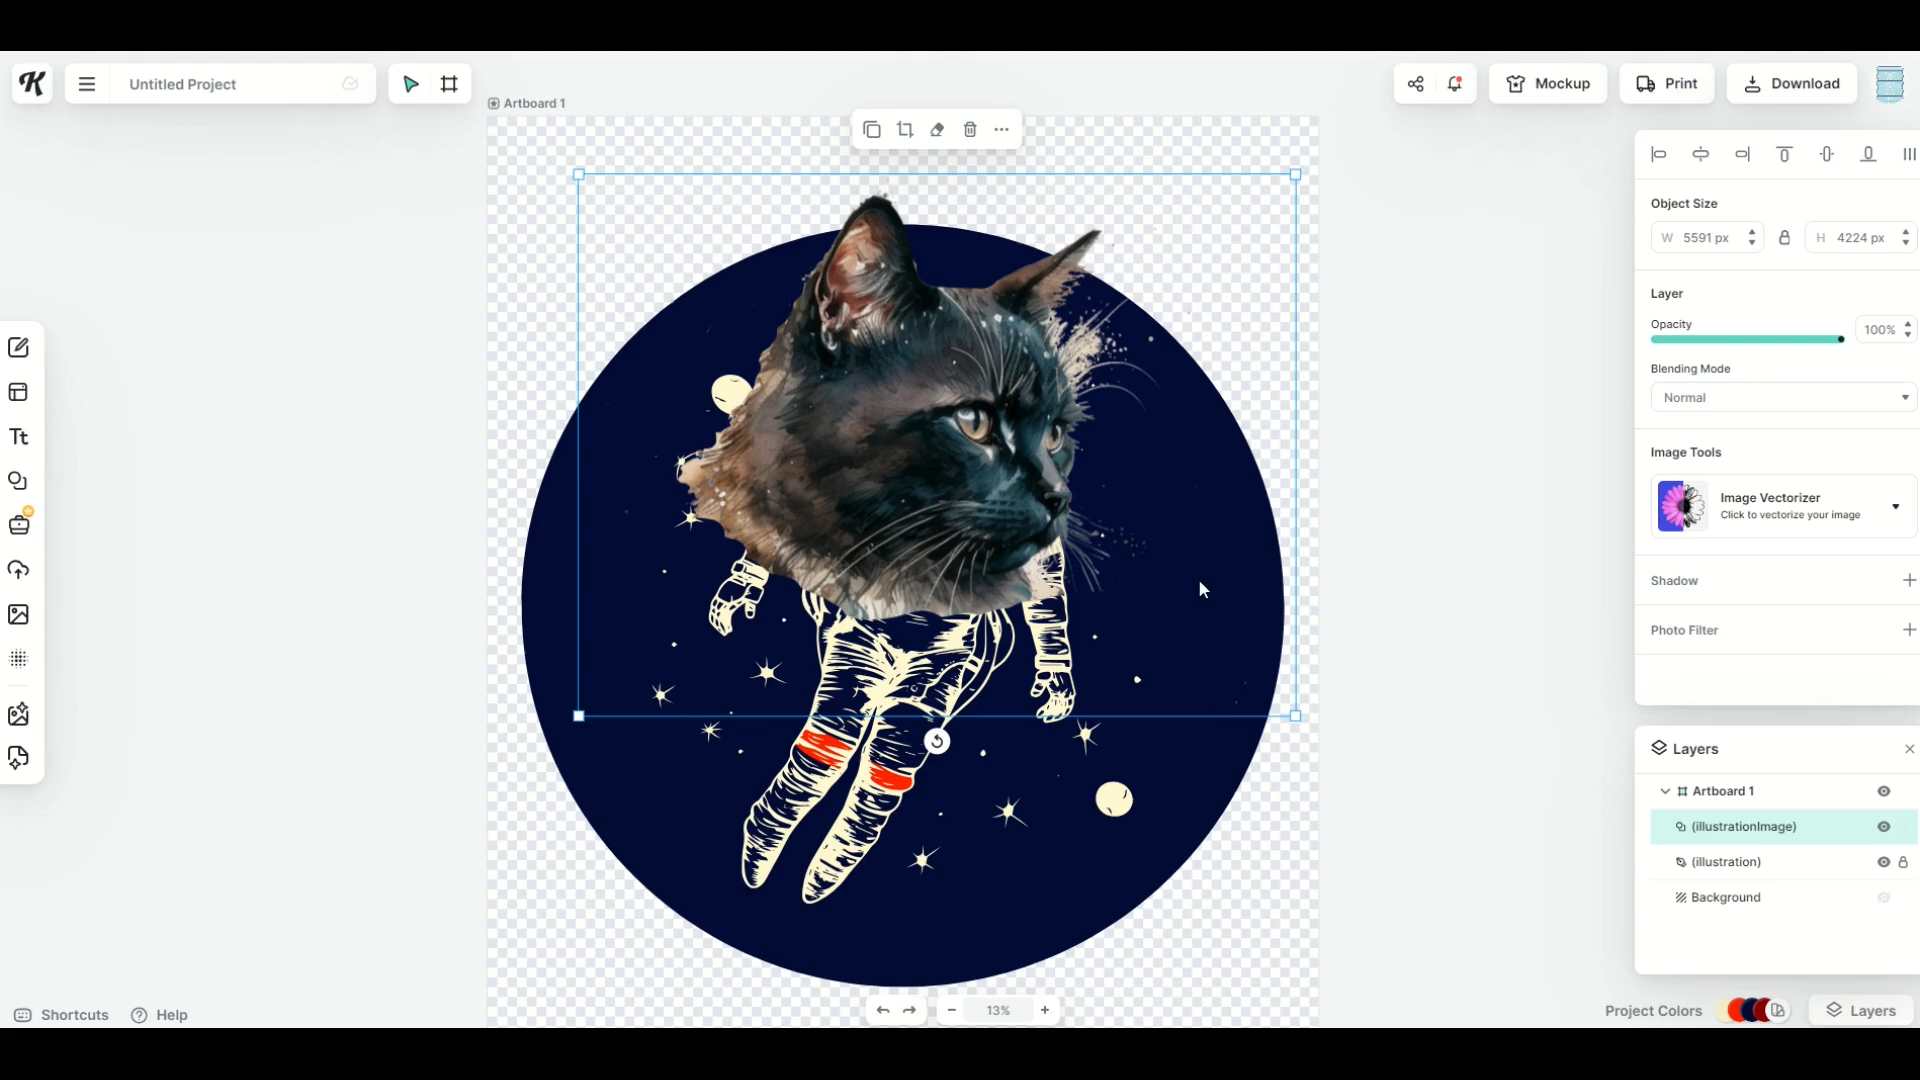 K
Untitled Project
Mockup
Print
Download
Artboard 1
Object Size
W 5591 px
H 4224 px
Layer
Opacity
100%
Blending Mode
Normal
Tt
Image Tools
Image Vectorizer
Click to vectorize your image
Shadow
Photo Filter
Layers
Artboard 1
(illustrationImage)
(illustration)
Background
Shortcuts
Help
13%
Project Colors
Layers